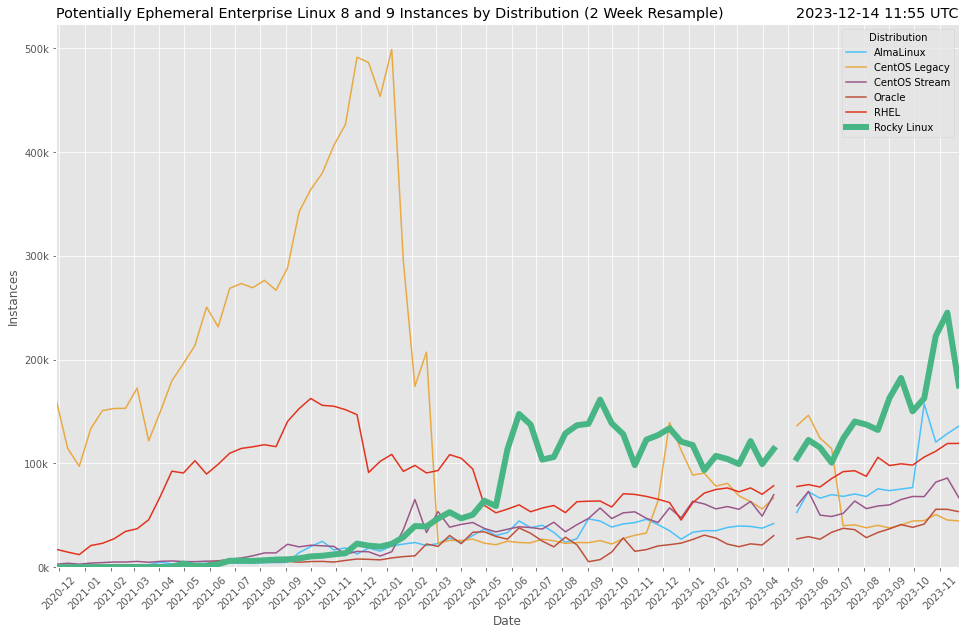 Potentially Ephemeral Enterprise Linux 8 and 9 Instances by Distribution (2 Week Resample) 2023-12-14 11:55 UTC
Distribution
AlmaLinux
CentOS Legacy
CentOS Stream
Oracle
RHEL
Rocky Linux
500k
400k
300k
200k
100k
0k
Instances
2020-12 2021-01 2021-02 2021-03 2021-04 2021-05 2021-06 2021-07 2021-08 2021-09 2021-10 2021-11 2021-12 2022-01 2022-02 2022-03 2022-04 2022-05 2022-06 2022-07 2022-08 2022-09 2022-10 2022-11 2022-12 2023-01 2023-02 2023-03 2023-04 2023-05 2023-06 2023-07 2023-08 2023-09 2023-10 2023-11
Date